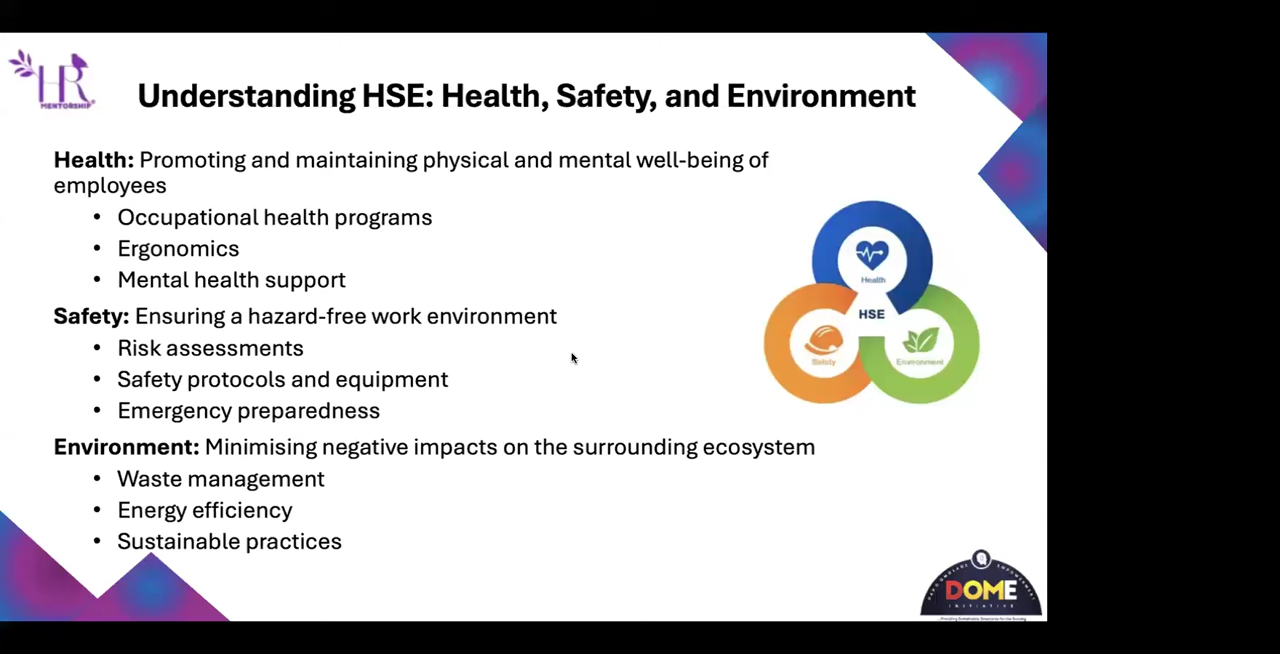 HR
MENTORSHIP
Understanding HSE: Health, Safety, and Environment
Health: Promoting and maintaining physical and mental well-being of
employees
• Occupational health programs
• Ergonomics
• Mental health support
Safety: Ensuring a hazard-free work environment
• Risk assessments
• Safety protocols and equipment
• Emergency preparedness
Environment: Minimising negative impacts on the surrounding ecosystem
• Waste management
• Energy efficiency
• Sustainable practices
Health
HSE
Safety
Environment
DOME
INITIATIVE